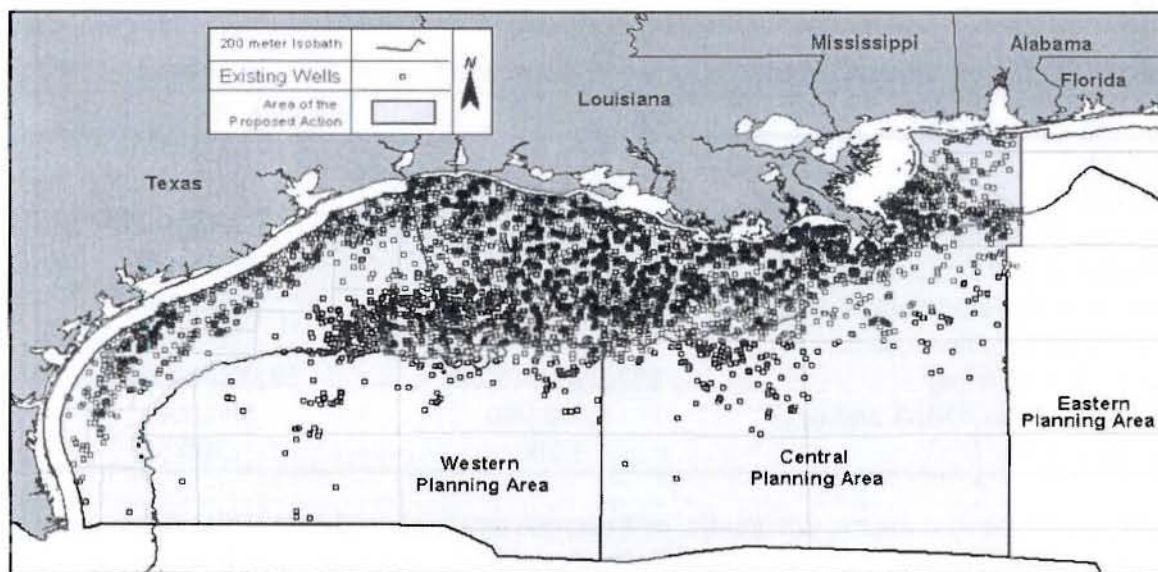 200 meter Isobath
Existing Wells
Area of the
Proposed Action
N
Mississippi
Alabama
Florida
Louisiana
Texas
Western
Planning Area
Central
Planning Area
Eastern
Planning Area